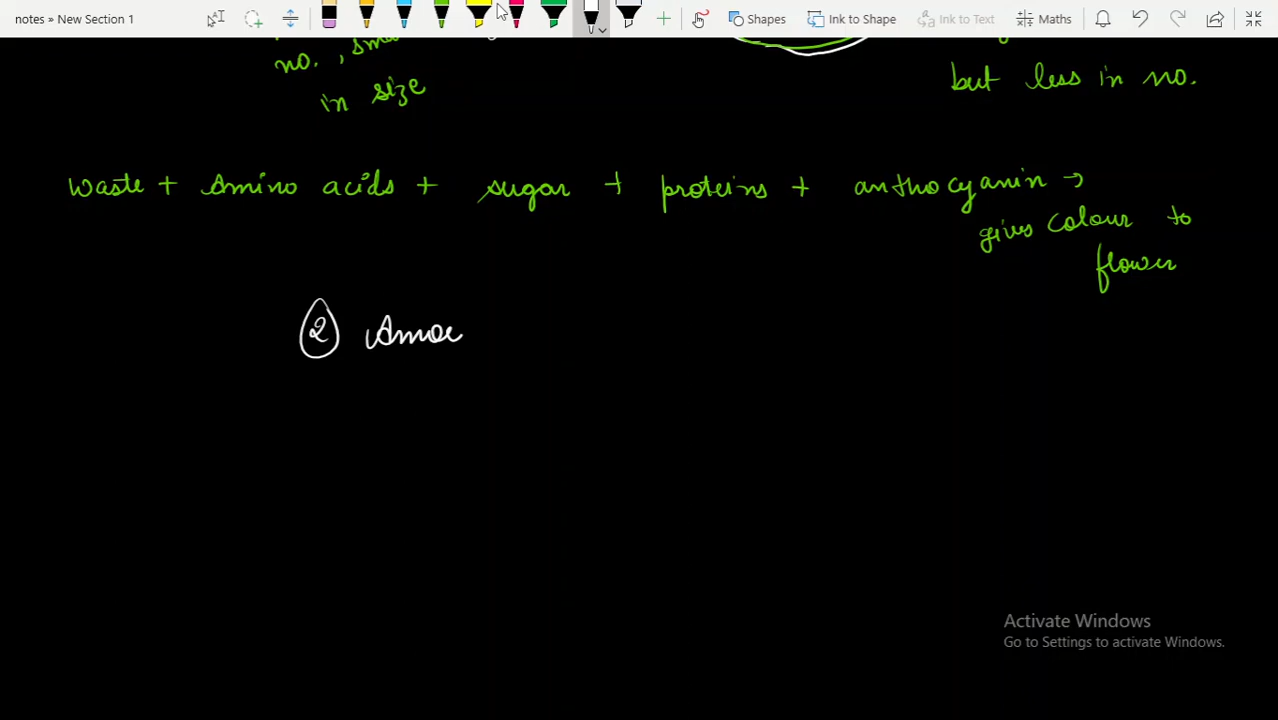 notes » New Section 1
Shapes
Ink to Shape
Ink to Text
Maths
no., small
in size
but less in no.
waste + Amino acids + sugar + proteins + anthocyanin →
gives colour to
flower
② Amoe
Activate Windows
Go to Settings to activate Windows.